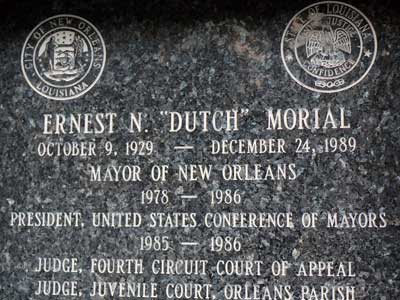 CITY OF NEW ORLEANS
LOUISIANA
STATE OF LOUISIANA
JUSTICE
CONFIDENCE
ERNEST N. "DUTCH" MORIAL
OCTOBER 9, 1929 — DECEMBER 24, 1989
MAYOR OF NEW ORLEANS
1978 — 1986
PRESIDENT, UNITED STATES CONFERENCE OF MAYORS
1985 — 1986
JUDGE, FOURTH CIRCUIT COURT OF APPEAL
JUDGE, JUVENILE COURT, ORLEANS PARISH